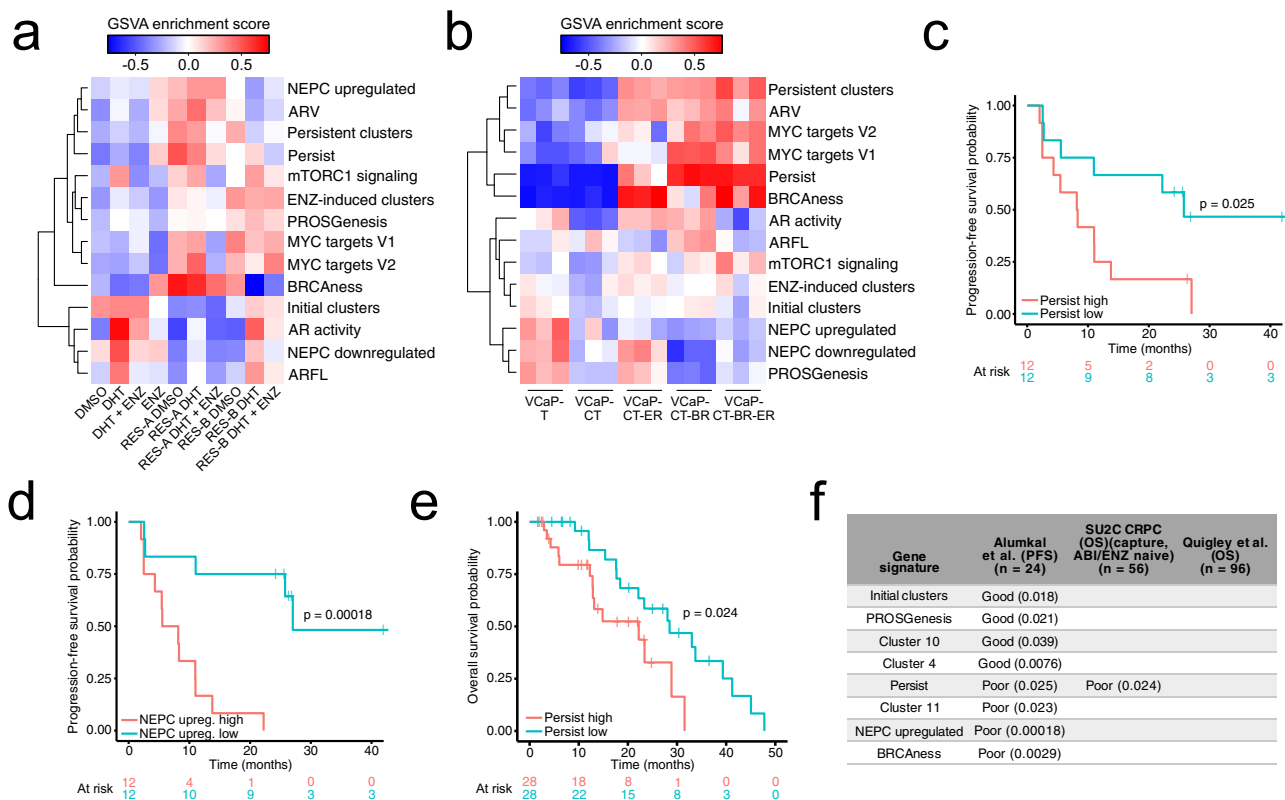 a
GSVA enrichment score
-0.5 0.0 0.5
NEPC upregulated
ARV
Persistent clusters
Persist
mTORC1 signaling
ENZ-induced clusters
PROSGenesis
MYC targets V1
MYC targets V2
BRCAness
Initial clusters
AR activity
NEPC downregulated
ARFL
DMSO
DHT
DHT + ENZ
ENZ
RES-A DMSO
RES-A DHT
RES-A DHT + ENZ
RES-B DMSO
RES-B DHT
RES-B DHT + ENZ
b
GSVA enrichment score
-0.5 0.0 0.5
Persistent clusters
ARV
MYC targets V2
MYC targets V1
Persist
BRCAness
AR activity
ARFL
mTORC1 signaling
ENZ-induced clusters
Initial clusters
NEPC upregulated
NEPC downregulated
PROSGenesis
VCaP- VCaP- VCaP- VCaP- VCaP-
T CT CT-ER CT-BR CT-BR-ER
c
Progression-free survival probability
1.00
0.75
0.50
0.25
0.00
p = 0.025
Persist high
Persist low
0 10 20 30 40
Time (months)
At risk
12 5 2 0 0
12 9 8 3 3
d
Progression-free survival probability
1.00
0.75
0.50
0.25
0.00
p = 0.00018
NEPC upreg. high
NEPC upreg. low
0 10 20 30 40
Time (months)
At risk
12 4 1 0 0
12 10 9 3 3
e
Overall survival probability
1.00
0.75
0.50
0.25
0.00
p = 0.024
Persist high
Persist low
0 10 20 30 40 50
Time (months)
At risk
28 18 8 1 0 0
28 22 15 8 3 0
f
Gene signature
Alumkal et al. (PFS) (n = 24)
SU2C CRPC (OS)(capture, ABI/ENZ naive) (n = 56)
Quigley et al. (OS) (n = 96)
Initial clusters Good (0.018)
PROSGenesis Good (0.021)
Cluster 10 Good (0.039)
Cluster 4 Good (0.0076)
Persist Poor (0.025) Poor (0.024)
Cluster 11 Poor (0.023)
NEPC upregulated Poor (0.00018)
BRCAness Poor (0.0029)